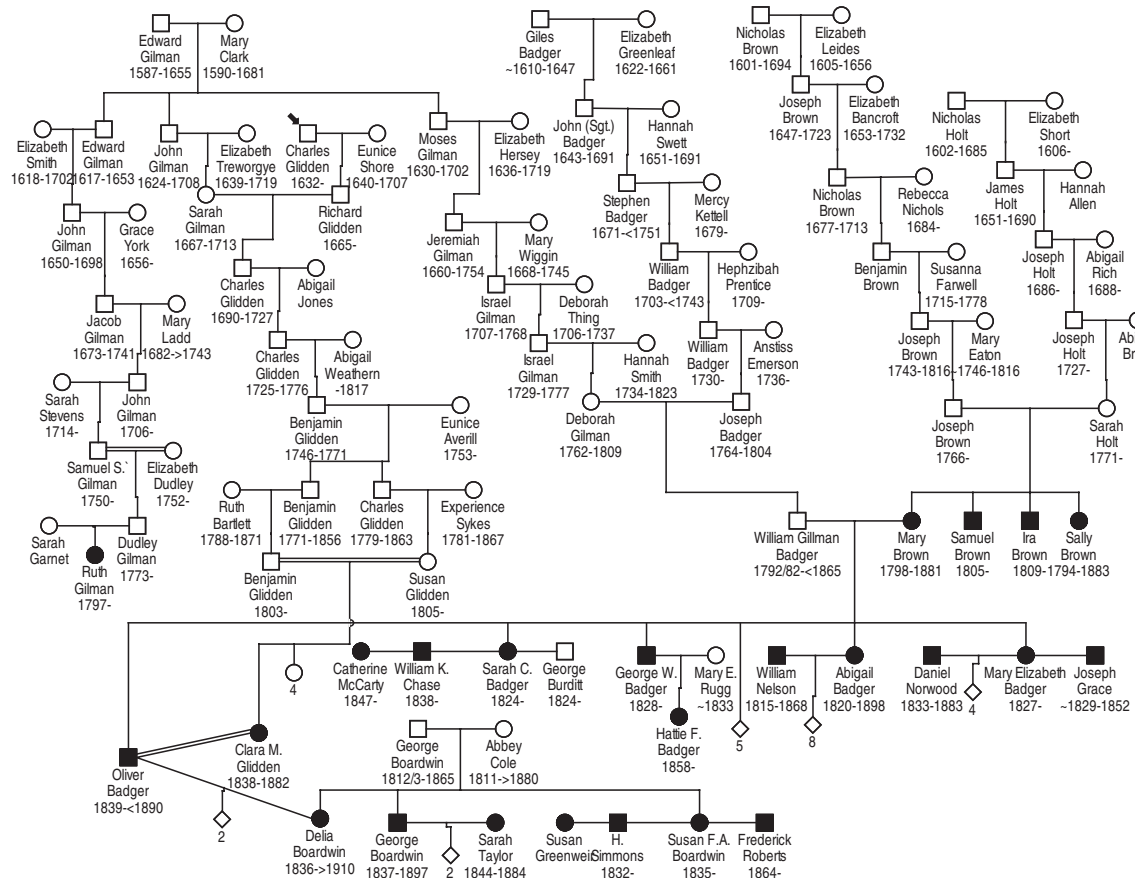 Edward
Gilman
1587-1655
Mary
Clark
1590-1681
Giles
Badger
~1610-1647
Elizabeth
Greenleaf
1622-1661
Nicholas
Brown
1601-1694
Elizabeth
Leides
1605-1656
Elizabeth
Smith
1618-1702
Edward
Gilman
1617-1653
John
Gilman
1624-1708
Elizabeth
Treworgye
1639-1719
Charles
Glidden
1632-
Eunice
Shore
1640-1707
Moses
Gilman
1630-1702
Elizabeth
Hersey
1636-1719
John (Sgt.)
Badger
1643-1691
Hannah
Swett
1651-1691
Joseph
Brown
1647-1723
Elizabeth
Bancroft
1653-1732
Nicholas
Holt
1602-1685
Elizabeth
Short
1606-
John
Gilman
1650-1698
Grace
York
1656-
Sarah
Gilman
1667-1713
Richard
Glidden
1665-
Jeremiah
Gilman
1660-1754
Mary
Wiggin
1668-1745
Stephen
Badger
1671-<1751
Mercy
Kettell
1679-
Nicholas
Brown
1677-1713
Rebecca
Nichols
1684-
James
Holt
1651-1690
Hannah
Allen
Jacob
Gilman
1673-1741
Mary
Ladd
1682->1743
Charles
Glidden
1690-1727
Abigail
Jones
Israel
Gilman
1707-1768
Deborah
Thing
1706-1737
William
Badger
1703-<1743
Hephzibah
Prentice
1709-
Benjamin
Brown
Susanna
Farwell
1715-1778
Joseph
Holt
1686-
Abigail
Rich
1688-
Sarah
Stevens
1714-
John
Gilman
1706-
Charles
Glidden
1725-1776
Abigail
Weathern
-1817
Israel
Gilman
1729-1777
Hannah
Smith
1734-1823
William
Badger
1730-
Anstiss
Emerson
1736-
Joseph
Brown
1743-1816
Mary
Eaton
~1746-1816
Joseph
Holt
1727-
Samuel S.`
Gilman
1750-
Elizabeth
Dudley
1752-
Benjamin
Glidden
1746-1771
Eunice
Averill
1753-
Deborah
Gilman
1762-1809
Joseph
Badger
1764-1804
Joseph
Brown
1766-
Sarah
Holt
1771-
Sarah
Garnet
Dudley
Gilman
1773-
Ruth
Bartlett
1788-1871
Benjamin
Glidden
1771-1856
Charles
Glidden
1779-1863
Experience
Sykes
1781-1867
Ruth
Gilman
1797-
Benjamin
Glidden
1803-
Susan
Glidden
1805-
William Gillman
Badger
1792/82-<1865
Mary
Brown
1798-1881
Samuel
Brown
1805-
Ira
Brown
1809-
Sally
Brown
1794-1883
4
Catherine
McCarty
1847-
William K.
Chase
1838-
Sarah C.
Badger
1824-
George
Burditt
1824-
George W.
Badger
1828-
Mary E.
Rugg
~1833
William
Nelson
1815-1868
Abigail
Badger
1820-1898
Daniel
Norwood
1833-1883
Mary Elizabeth
Badger
1827-
Joseph
Grace
~1829-1852
4
5
8
Hattie F.
Badger
1858-
Oliver
Badger
1839-<1890
Clara M.
Glidden
1838-1882
George
Boardwin
1812/3-1865
Abbey
Cole
1811->1880
2
Delia
Boardwin
1836->1910
George
Boardwin
1837-1897
2
Sarah
Taylor
1844-1884
Susan
Greenweir
H.
Simmons
1832-
Susan F.A.
Boardwin
1835-
Frederick
Roberts
1864-